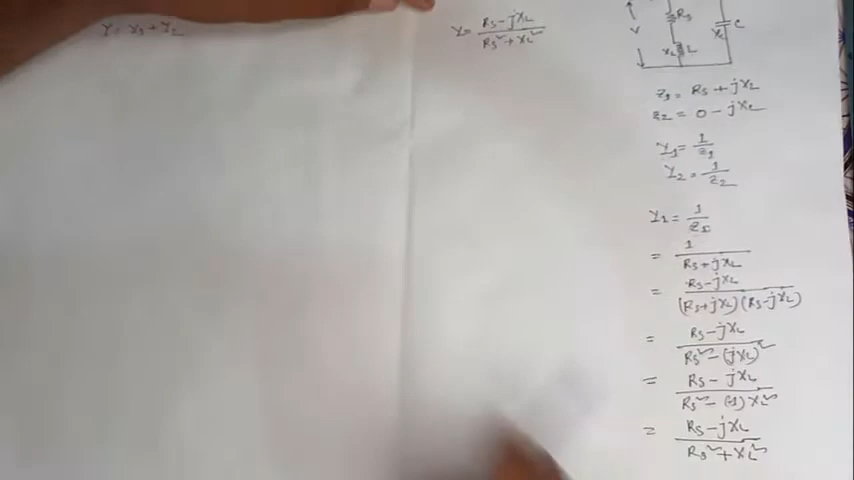 Y = Y1 + Y2
Y = RS - jXL / RS² + XL²
V RS C
XL L XC
Z1 = RS + jXL
Z2 = 0 - jXC
Y1 = 1 / Z1
Y2 = 1 / Z2
Y1 = 1 / Z1
= 1 / RS + jXL
= RS - jXL / (RS + jXL) (RS - jXL)
= RS - jXL / RS² - (jXL)²
= RS - jXL / RS² - (-1) XL²
= RS - jXL / RS² + XL²